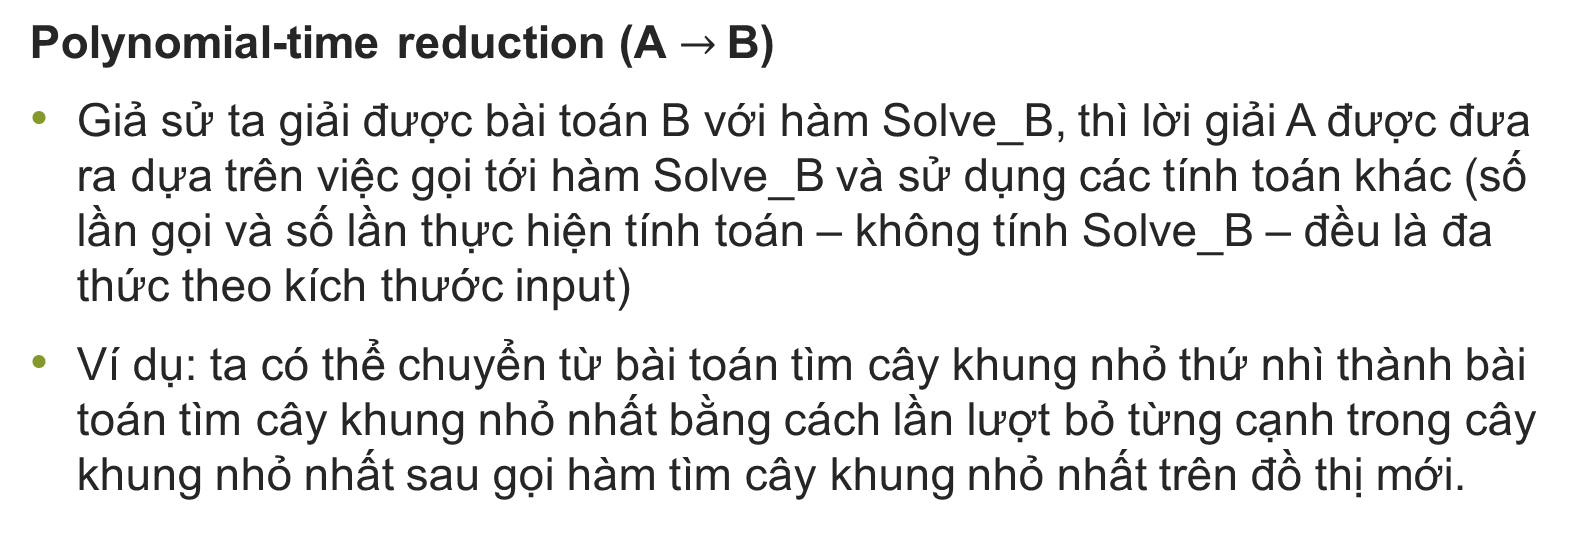 Polynomial-time reduction (A → B)
• Giả sử ta giải được bài toán B với hàm Solve_B, thì lời giải A được đưa
ra dựa trên việc gọi tới hàm Solve_B và sử dụng các tính toán khác (số
lần gọi và số lần thực hiện tính toán – không tính Solve_B – đều là đa
thức theo kích thước input)
• Ví dụ: ta có thể chuyển từ bài toán tìm cây khung nhỏ thứ nhì thành bài
toán tìm cây khung nhỏ nhất bằng cách lần lượt bỏ từng cạnh trong cây
khung nhỏ nhất sau gọi hàm tìm cây khung nhỏ nhất trên đồ thị mới.